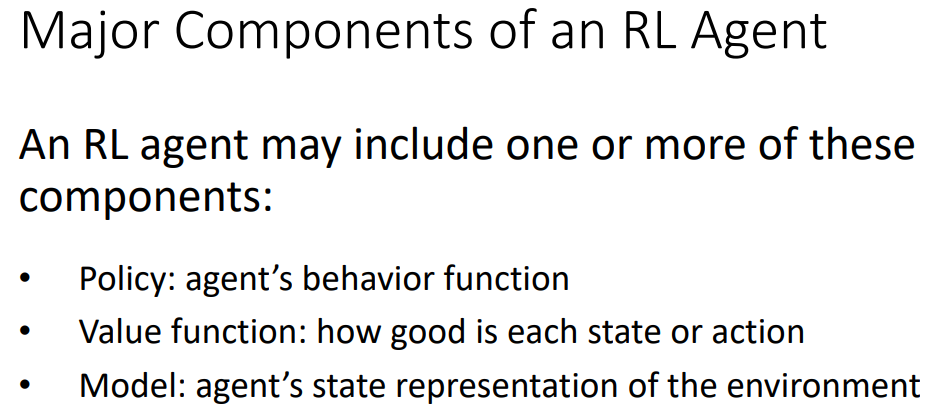 Major Components of an RL Agent
An RL agent may include one or more of these
components:
• Policy: agent’s behavior function
• Value function: how good is each state or action
• Model: agent’s state representation of the environment